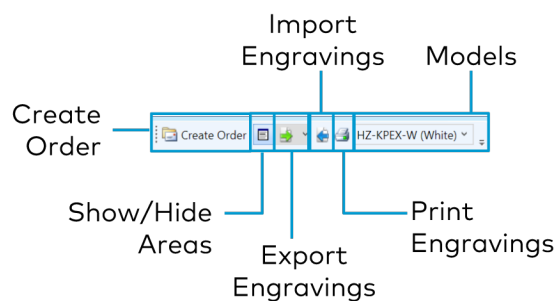 Import
Engravings
Models
Create
Order
Create Order
HZ-KPEX-W (White)
Show/Hide
Areas
Export
Engravings
Print
Engravings